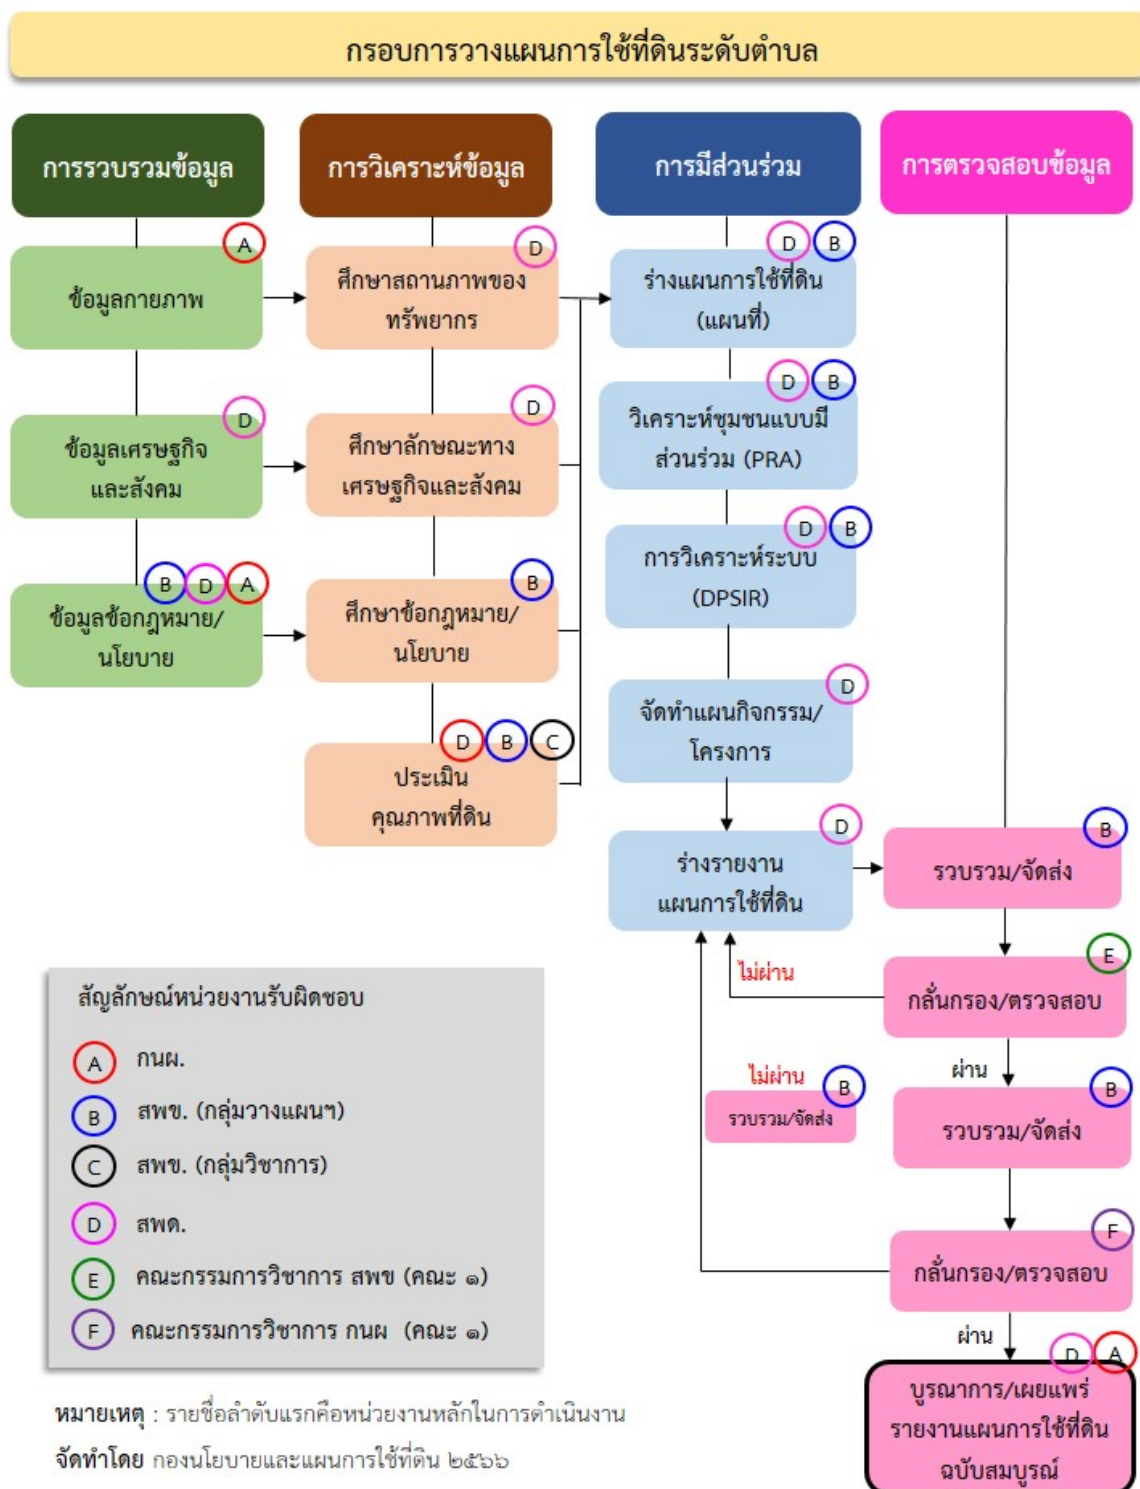 กรอบการวางแผนการใช้ที่ดินระดับตำบล
การรวบรวมข้อมูล
การวิเคราะห์ข้อมูล
การมีส่วนร่วม
การตรวจสอบข้อมูล
A
ข้อมูลกายภาพ
D
ศึกษาสถานภาพของ
ทรัพยากร
D B
ร่างแผนการใช้ที่ดิน
(แผนที่)
D
ข้อมูลเศรษฐกิจ
และสังคม
D
ศึกษาลักษณะทาง
เศรษฐกิจและสังคม
D B
วิเคราะห์ชุมชนแบบมี
ส่วนร่วม (PRA)
B D A
ข้อมูลข้อกฎหมาย/
นโยบาย
B
ศึกษาข้อกฎหมาย/
นโยบาย
D B
การวิเคราะห์ระบบ
(DPSIR)
D B C
ประเมิน
คุณภาพที่ดิน
D
จัดทำแผนกิจกรรม/
โครงการ
D
ร่างรายงาน
แผนการใช้ที่ดิน
B
รวบรวม/จัดส่ง
E
กลั่นกรอง/ตรวจสอบ
ไม่ผ่าน
ผ่าน
B
รวบรวม/จัดส่ง
ไม่ผ่าน
B
รวบรวม/จัดส่ง
F
กลั่นกรอง/ตรวจสอบ
ผ่าน
D A
บูรณาการ/เผยแพร่
รายงานแผนการใช้ที่ดิน
ฉบับสมบูรณ์
สัญลักษณ์หน่วยงานรับผิดชอบ
A กนผ.
B สพข. (กลุ่มวางแผนฯ)
C สพข. (กลุ่มวิชาการ)
D สพด.
E คณะกรรมการวิชาการ สพข (คณะ ๑)
F คณะกรรมการวิชาการ กนผ (คณะ ๑)
หมายเหตุ : รายชื่อลำดับแรกคือหน่วยงานหลักในการดำเนินงาน
จัดทำโดย กองนโยบายและแผนการใช้ที่ดิน ๒๕๖๖